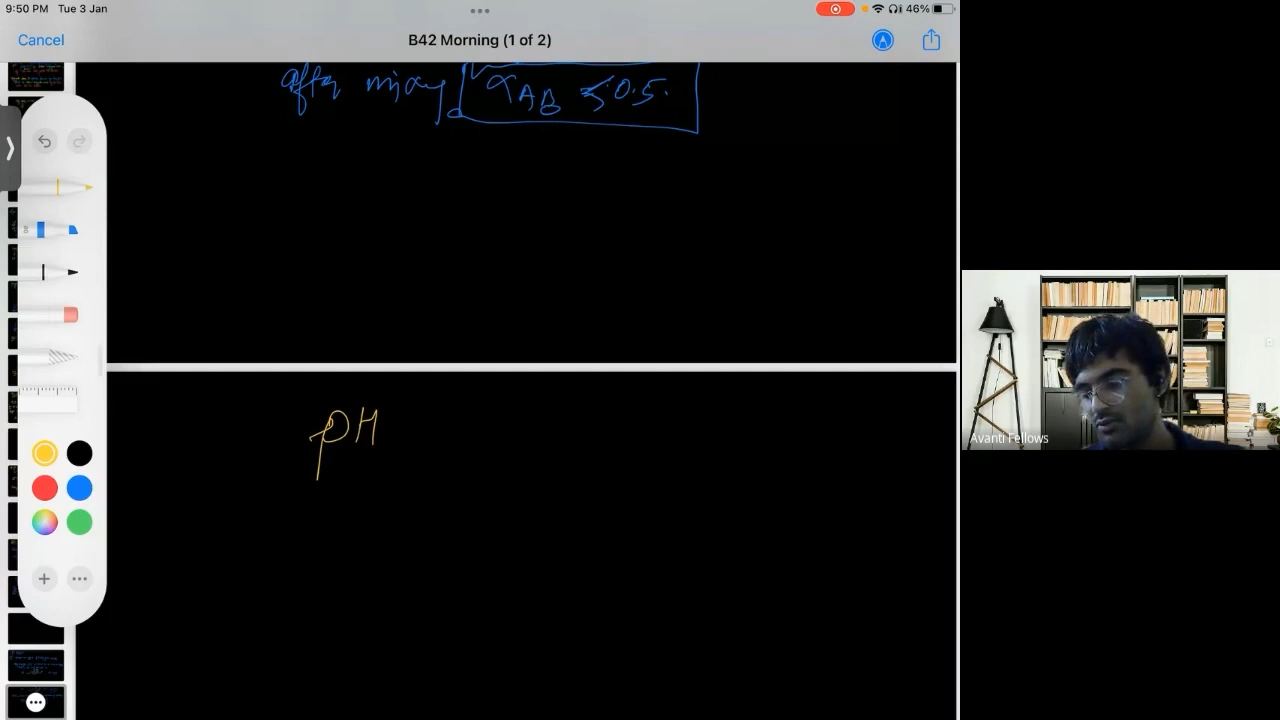 9:50 PM Tue 3 Jan
46%
Cancel
B42 Morning (1 of 2)
after mixing α AB ≤ 0.5.
pH
Avanti Fellows